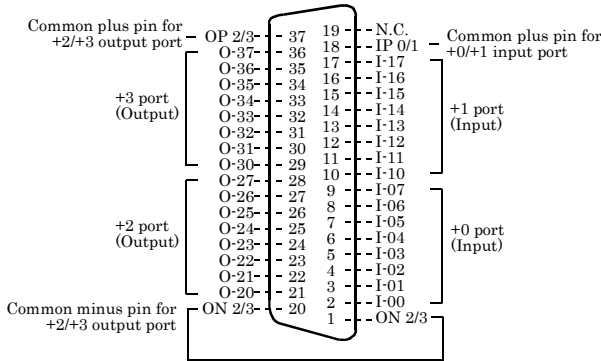 Common plus pin for
+2/+3 output port
OP 2/3 37 19 N.C.
O-37 36 18 IP 0/1
Common plus pin for
+0/+1 input port
O-36 35 17 I-17
O-35 34 16 I-16
O-34 33 15 I-15
+3 port
(Output)
O-33 32 14 I-14
O-32 31 13 I-13
+1 port
(Input)
O-31 30 12 I-12
O-30 29 11 I-11
O-27 28 10 I-10
O-26 27 9 I-07
O-25 26 8 I-06
+2 port
(Output)
O-24 25 7 I-05
O-23 24 6 I-04
+0 port
(Input)
O-22 23 5 I-03
O-21 22 4 I-02
O-20 21 3 I-01
Common minus pin for
+2/+3 output port
ON 2/3 20 2 I-00
1 ON 2/3